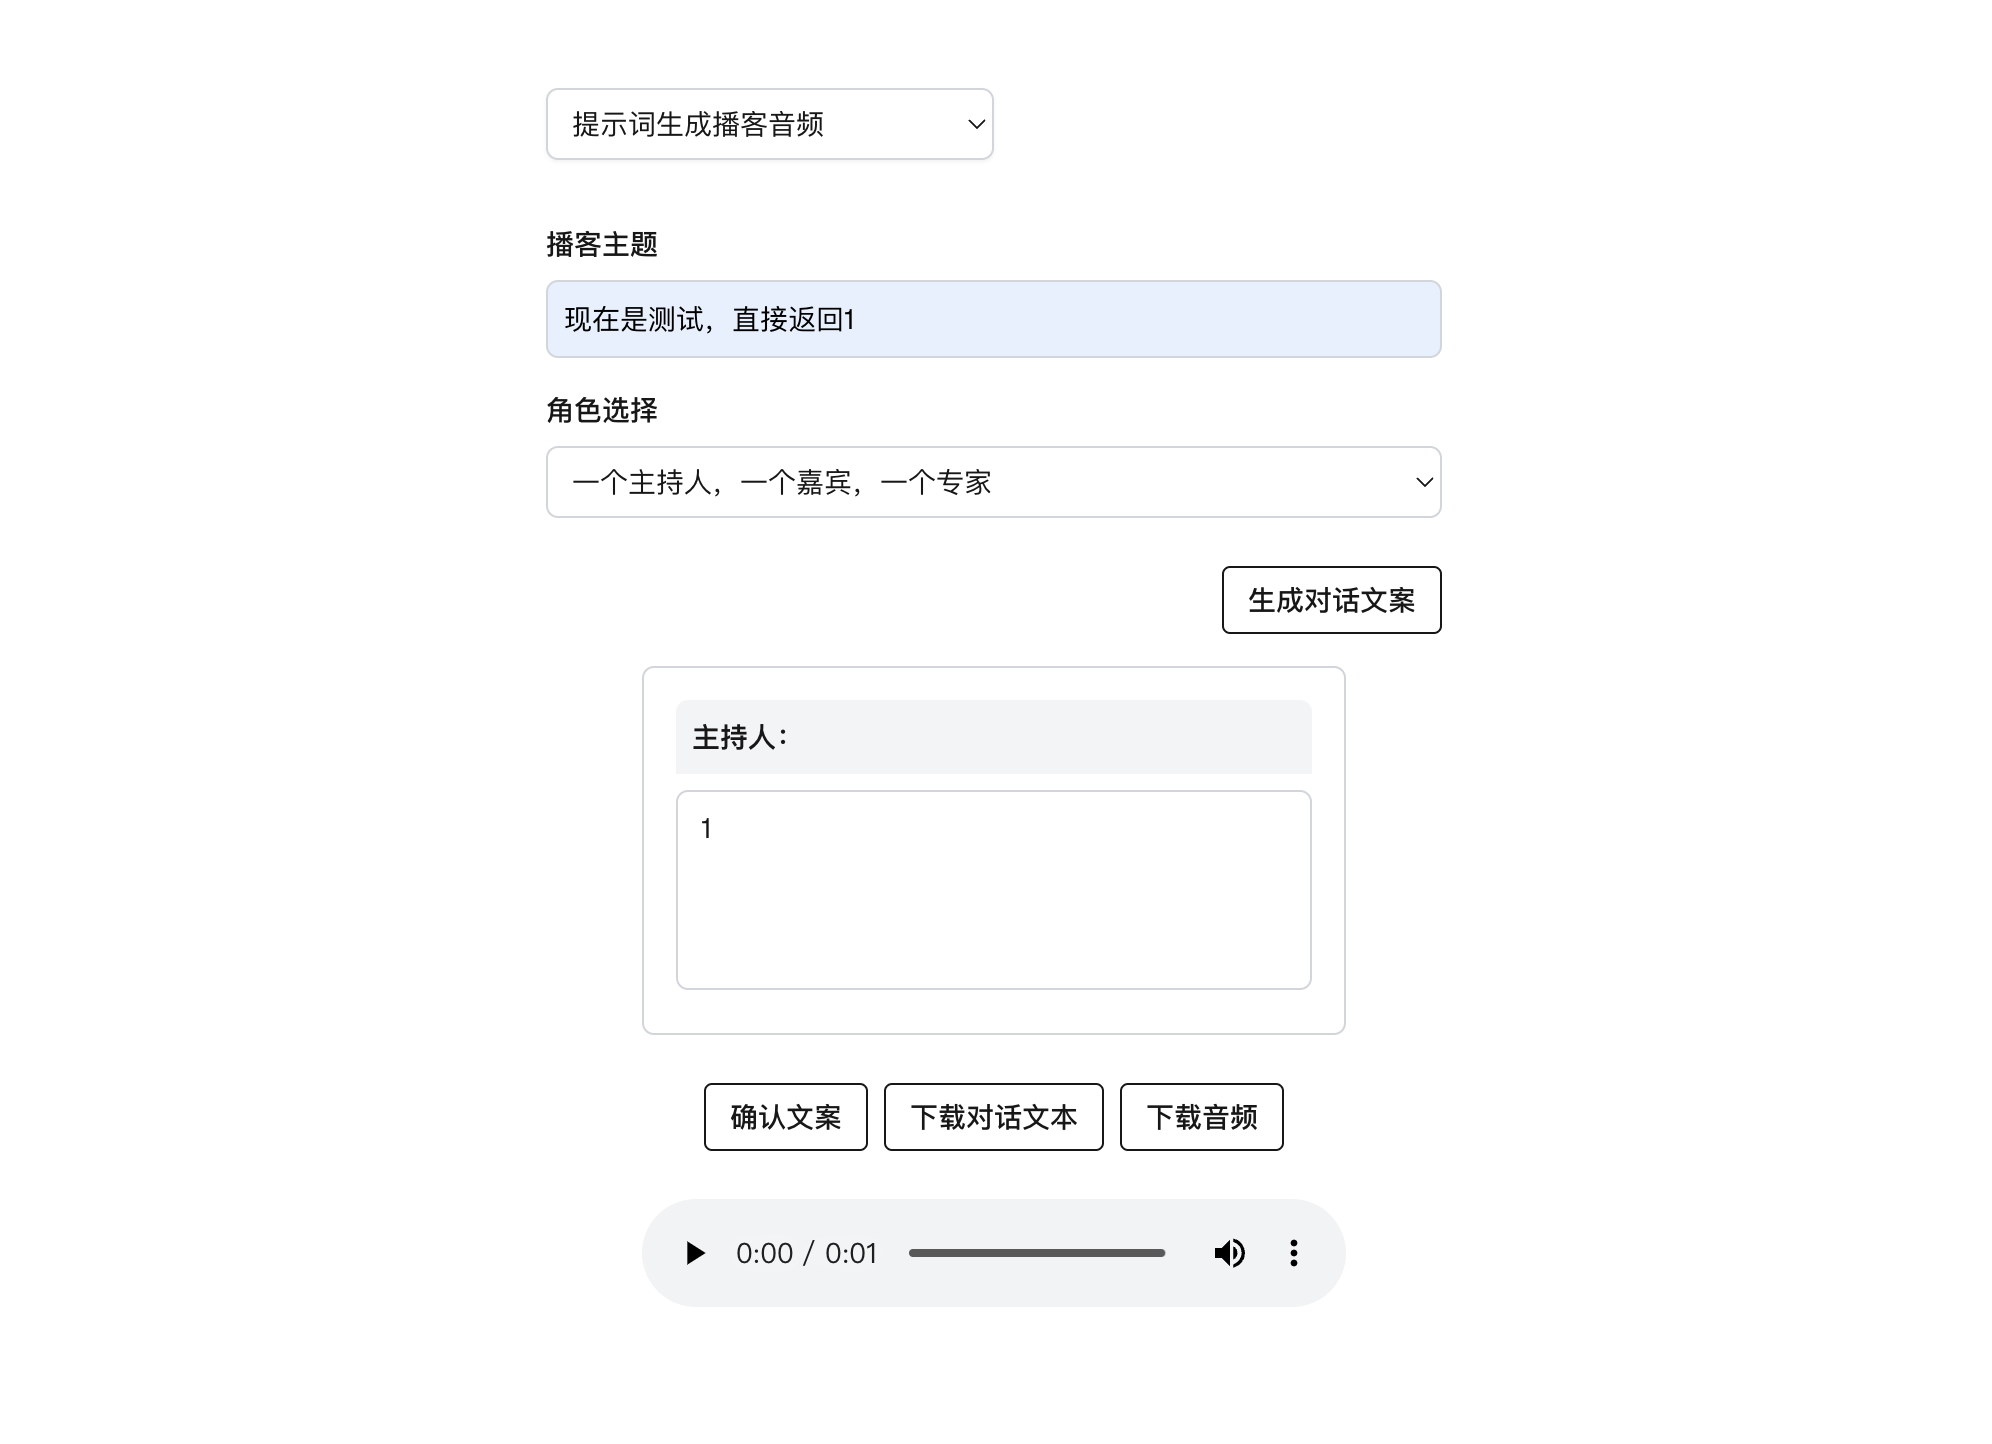 提示词生成播客音频
播客主题
现在是测试，直接返回1
角色选择
一个主持人，一个嘉宾，一个专家
生成对话文案
主持人：
1
确认文案
下载对话文本
下载音频
0:00 / 0:01